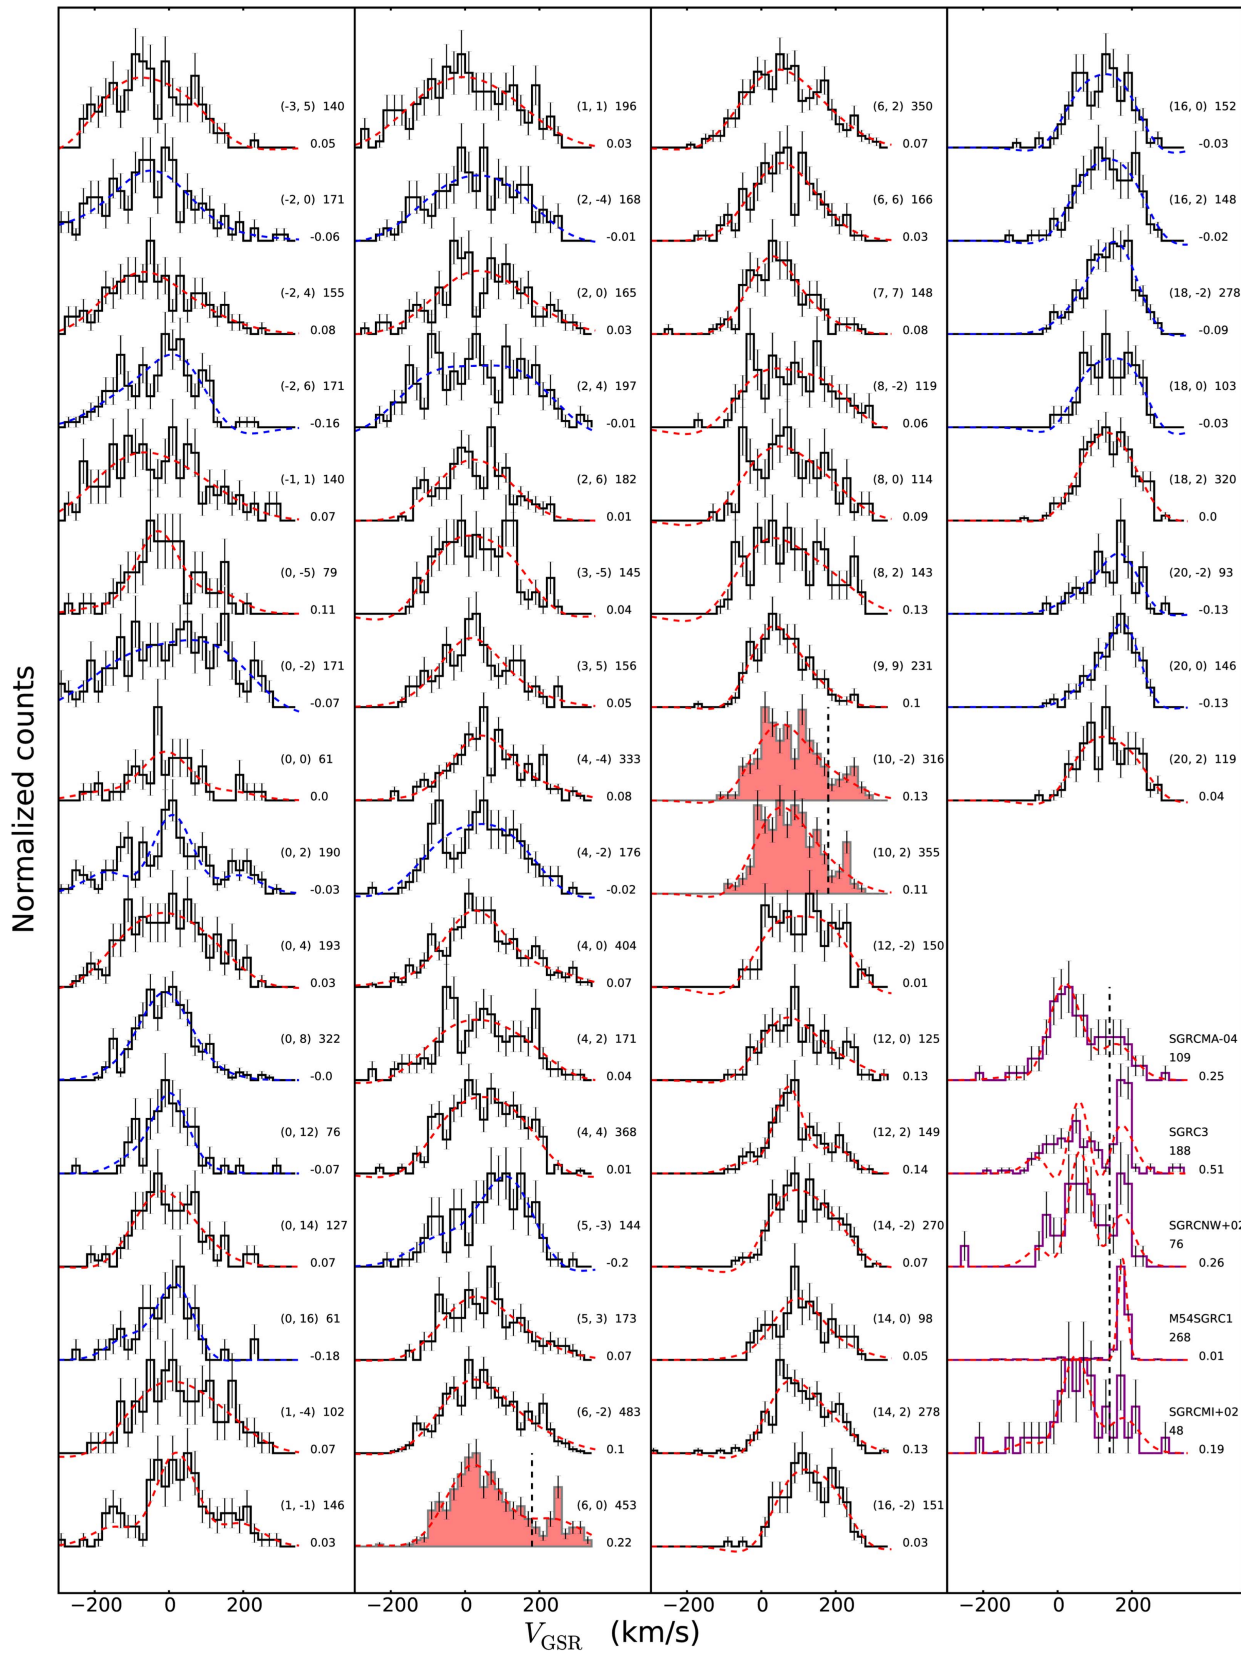 Normalized counts
(-3, 5) 140
0.05
(-2, 0) 171
-0.06
(-2, 4) 155
0.08
(-2, 6) 171
-0.16
(-1, 1) 140
0.07
(0, -5) 79
0.11
(0, -2) 171
-0.07
(0, 0) 61
0.0
(0, 2) 190
-0.03
(0, 4) 193
0.03
(0, 8) 322
-0.0
(0, 12) 76
-0.07
(0, 14) 127
0.07
(0, 16) 61
-0.18
(1, -4) 102
0.07
(1, -1) 146
0.03
(1, 1) 196
0.03
(2, -4) 168
-0.01
(2, 0) 165
0.03
(2, 4) 197
-0.01
(2, 6) 182
0.01
(3, -5) 145
0.04
(3, 5) 156
0.05
(4, -4) 333
0.08
(4, -2) 176
-0.02
(4, 0) 404
0.07
(4, 2) 171
0.04
(4, 4) 368
0.01
(5, -3) 144
-0.2
(5, 3) 173
0.07
(6, -2) 483
0.1
(6, 0) 453
0.22
(6, 2) 350
0.07
(6, 6) 166
0.03
(7, 7) 148
0.08
(8, -2) 119
0.06
(8, 0) 114
0.09
(8, 2) 143
0.13
(9, 9) 231
0.1
(10, -2) 316
0.13
(10, 2) 355
0.11
(12, -2) 150
0.01
(12, 0) 125
0.13
(12, 2) 149
0.14
(14, -2) 270
0.07
(14, 0) 98
0.05
(14, 2) 278
0.13
(16, -2) 151
0.03
(16, 0) 152
-0.03
(16, 2) 148
-0.02
(18, -2) 278
-0.09
(18, 0) 103
-0.03
(18, 2) 320
0.0
(20, -2) 93
-0.13
(20, 0) 146
-0.13
(20, 2) 119
0.04
SGRCMA-04
109
0.25
SGRC3
188
0.51
SGRCNW+02
76
0.26
M54SGRC1
268
0.01
SGRCMI+02
48
0.19
−200 0 200 −200 0 200 −200 0 200 −200 0 200
V_GSR (km/s)